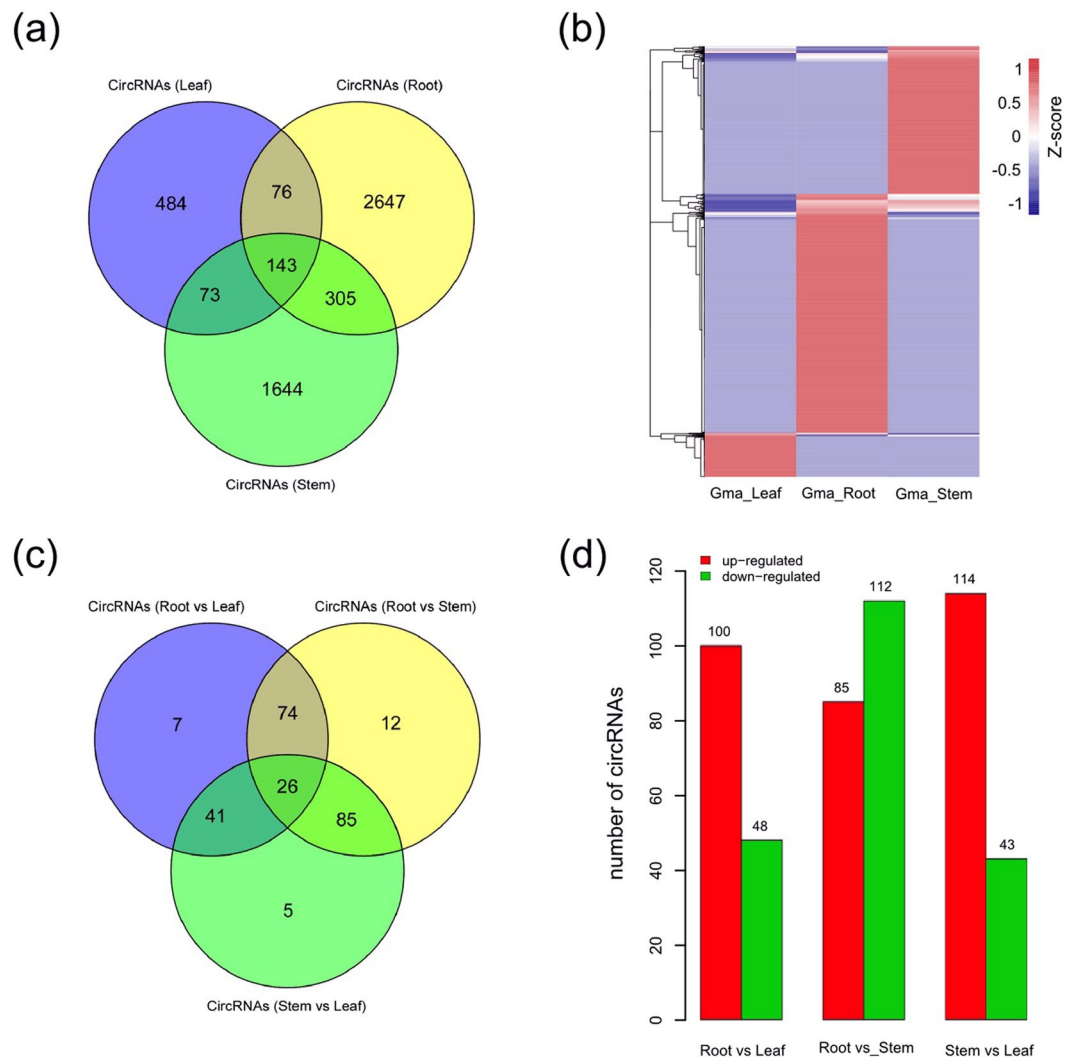 (a)
CircRNAs (Leaf)
CircRNAs (Root)
484
76
2647
143
73
305
1644
CircRNAs (Stem)
(b)
1
0.5
0
-0.5
-1
Z-score
Gma_Leaf
Gma_Root
Gma_Stem
(c)
CircRNAs (Root vs Leaf)
CircRNAs (Root vs Stem)
7
74
12
26
41
85
5
CircRNAs (Stem vs Leaf)
(d)
up-regulated
down-regulated
number of circRNAs
120
100
80
60
40
20
0
100
48
85
112
114
43
Root vs Leaf
Root vs_Stem
Stem vs Leaf